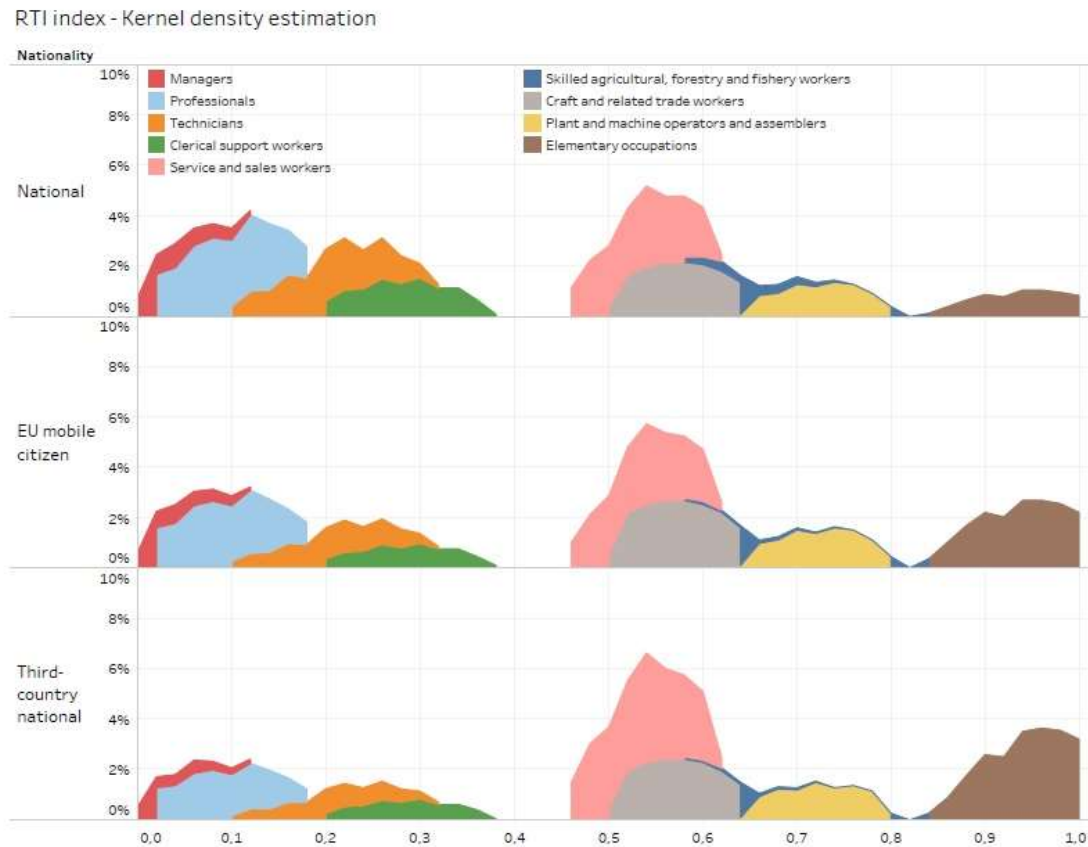 RTI index - Kernel density estimation
Nationality
10%
Managers
Skilled agricultural, forestry and fishery workers
Professionals
Craft and related trade workers
8%
Technicians
Plant and machine operators and assemblers
Clerical support workers
Elementary occupations
6%
Service and sales workers
National
4%
2%
0%
10%
8%
6%
EU mobile
citizen
4%
2%
0%
10%
8%
6%
Third-
country
national
4%
2%
0%
0,0 0,1 0,2 0,3 0,4 0,5 0,6 0,7 0,8 0,9 1,0